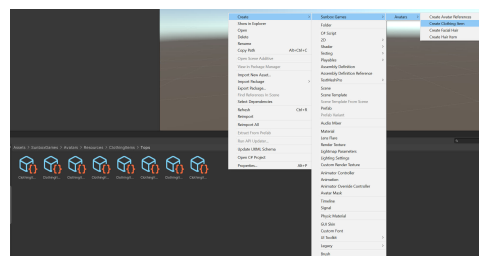 Create
Show in Explorer
Open
Delete
Rename
Copy Path Alt+Ctrl+C
Open Scene Additive
View in Package Manager
Import New Asset...
Import Package
Export Package...
Find References In Scene
Select Dependencies
Refresh Ctrl+R
Reimport
Reimport All
Extract From Prefab
Run API Updater...
Update UXML Schema
Open C# Project
Properties... Alt+P
Sunbox Games
Folder
C# Script
2D
Shader
Testing
Playables
Assembly Definition
Assembly Definition Reference
TextMeshPro
Scene
Scene Template
Scene Template From Scene
Prefab
Prefab Variant
Audio Mixer
Material
Lens Flare
Render Texture
Lightmap Parameters
Lighting Settings
Custom Render Texture
Animator Controller
Animation
Animator Override Controller
Avatar Mask
Timeline
Signal
Physic Material
GUI Skin
Custom Font
UI Toolkit
Legacy
Brush
Avatars
Create Avatar References
Create Clothing Item
Create Facial Hair
Create Hair Item
Assets > SunboxGames > Avatars > Resources > ClothingItems > Tops